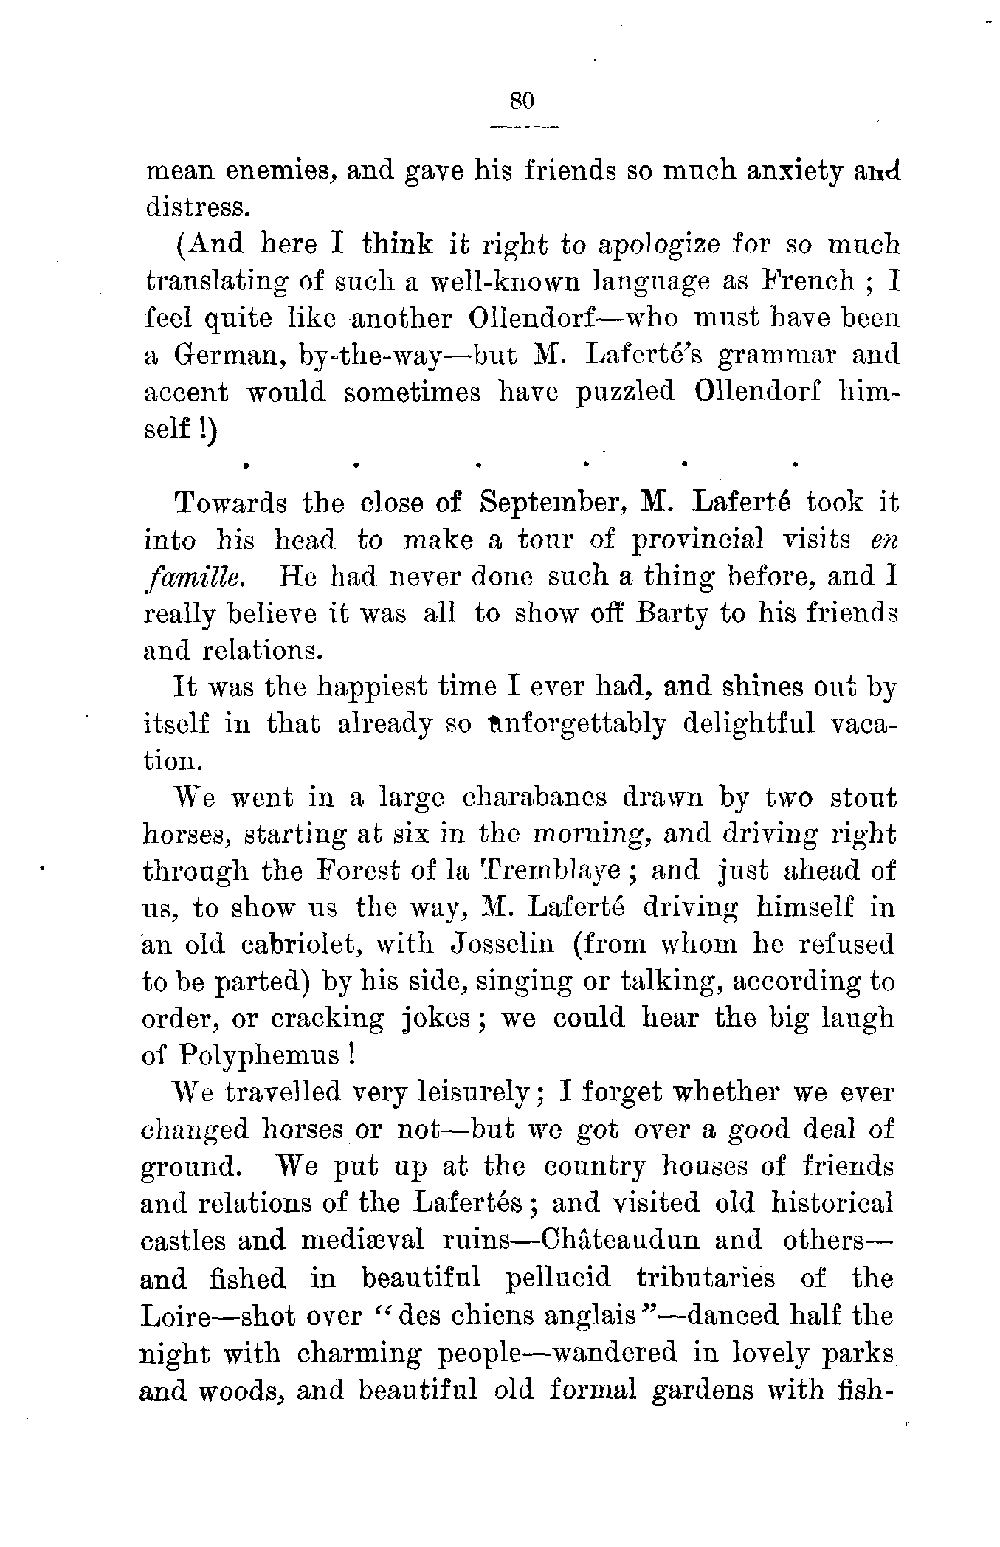 80
mean enemies, and gave his friends so much anxiety and
distress.
(And here I think it right to apologize for so much
translating of such a well-known language as French ; I
feel quite like another Ollendorf—who must have been
a German, by-the-way—but M. Laferté's grammar and
accent would sometimes have puzzled Ollendorf him-
self !)
. . . . . .
Towards the close of September, M. Laferté took it
into his head to make a tour of provincial visits en
famille. He had never done such a thing before, and I
really believe it was all to show off Barty to his friends
and relations.
It was the happiest time I ever had, and shines out by
itself in that already so unforgettably delightful vaca-
tion.
We went in a large charabancs drawn by two stout
horses, starting at six in the morning, and driving right
through the Forest of la Tremblaye ; and just ahead of
us, to show us the way, M. Laferté driving himself in
an old cabriolet, with Josselin (from whom he refused
to be parted) by his side, singing or talking, according to
order, or cracking jokes ; we could hear the big laugh
of Polyphemus !
We travelled very leisurely ; I forget whether we ever
changed horses or not—but we got over a good deal of
ground. We put up at the country houses of friends
and relations of the Lafertés ; and visited old historical
castles and mediæval ruins—Châteaudun and others—
and fished in beautiful pellucid tributaries of the
Loire—shot over “ des chiens anglais ”—danced half the
night with charming people—wandered in lovely parks
and woods, and beautiful old formal gardens with fish-